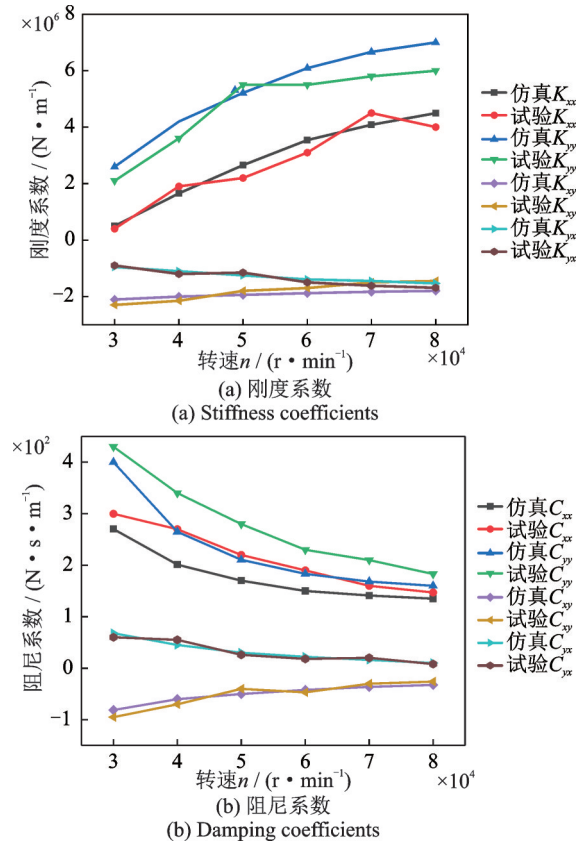 ×10⁶
8
6
4
2
0
−2
刚度系数 / (N·m⁻¹)
3 4 5 6 7 8
×10⁴
转速n / (r·min⁻¹)
仿真Kxx
试验Kxx
仿真Kyy
试验Kyy
仿真Kxy
试验Kxy
仿真Kyx
试验Kyx
(a) 刚度系数
(a) Stiffness coefficients
×10²
4
3
2
1
0
−1
阻尼系数 / (N·s·m⁻¹)
3 4 5 6 7 8
×10⁴
转速n / (r·min⁻¹)
仿真Cxx
试验Cxx
仿真Cyy
试验Cyy
仿真Cxy
试验Cxy
仿真Cyx
试验Cyx
(b) 阻尼系数
(b) Damping coefficients